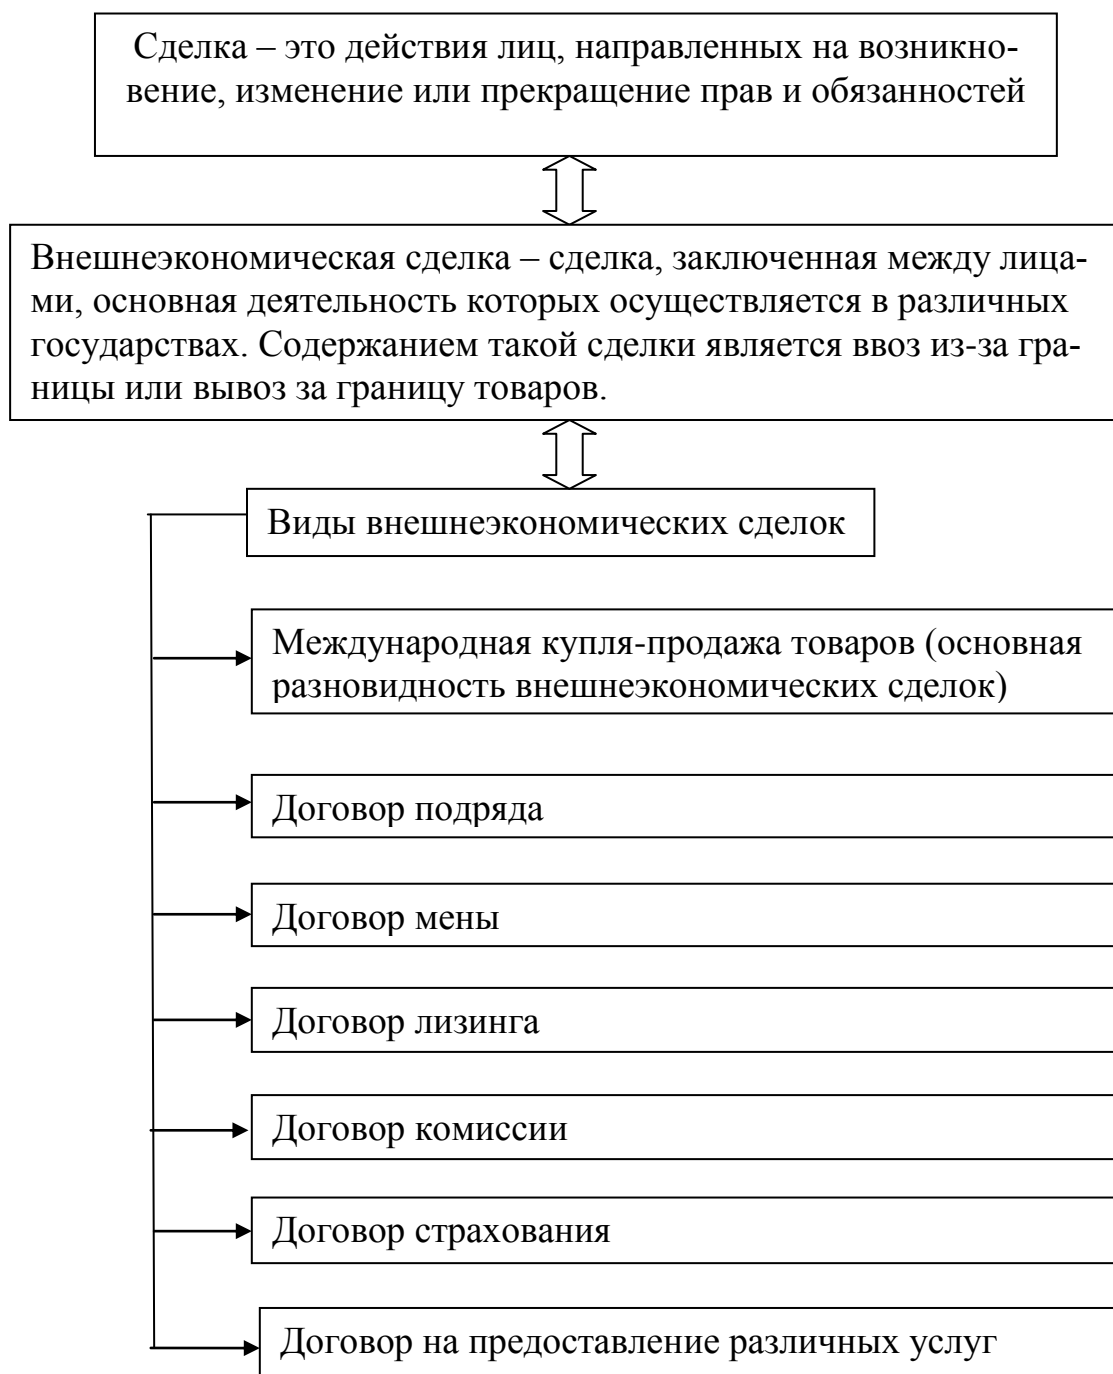 Сделка – это действия лиц, направленных на возникно-
вение, изменение или прекращение прав и обязанностей
Внешнеэкономическая сделка – сделка, заключенная между лица-
ми, основная деятельность которых осуществляется в различных
государствах. Содержанием такой сделки является ввоз из-за гра-
ницы или вывоз за границу товаров.
Виды внешнеэкономических сделок
Международная купля-продажа товаров (основная
разновидность внешнеэкономических сделок)
Договор подряда
Договор мены
Договор лизинга
Договор комиссии
Договор страхования
Договор на предоставление различных услуг